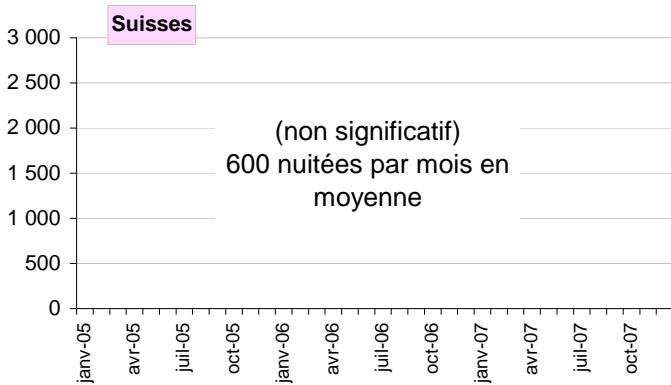 Suisses
3 000
2 500
2 000
1 500
1 000
500
0
(non significatif)
600 nuitées par mois en
moyenne
janv-05
avr-05
juil-05
oct-05
janv-06
avr-06
juil-06
oct-06
janv-07
avr-07
juil-07
oct-07